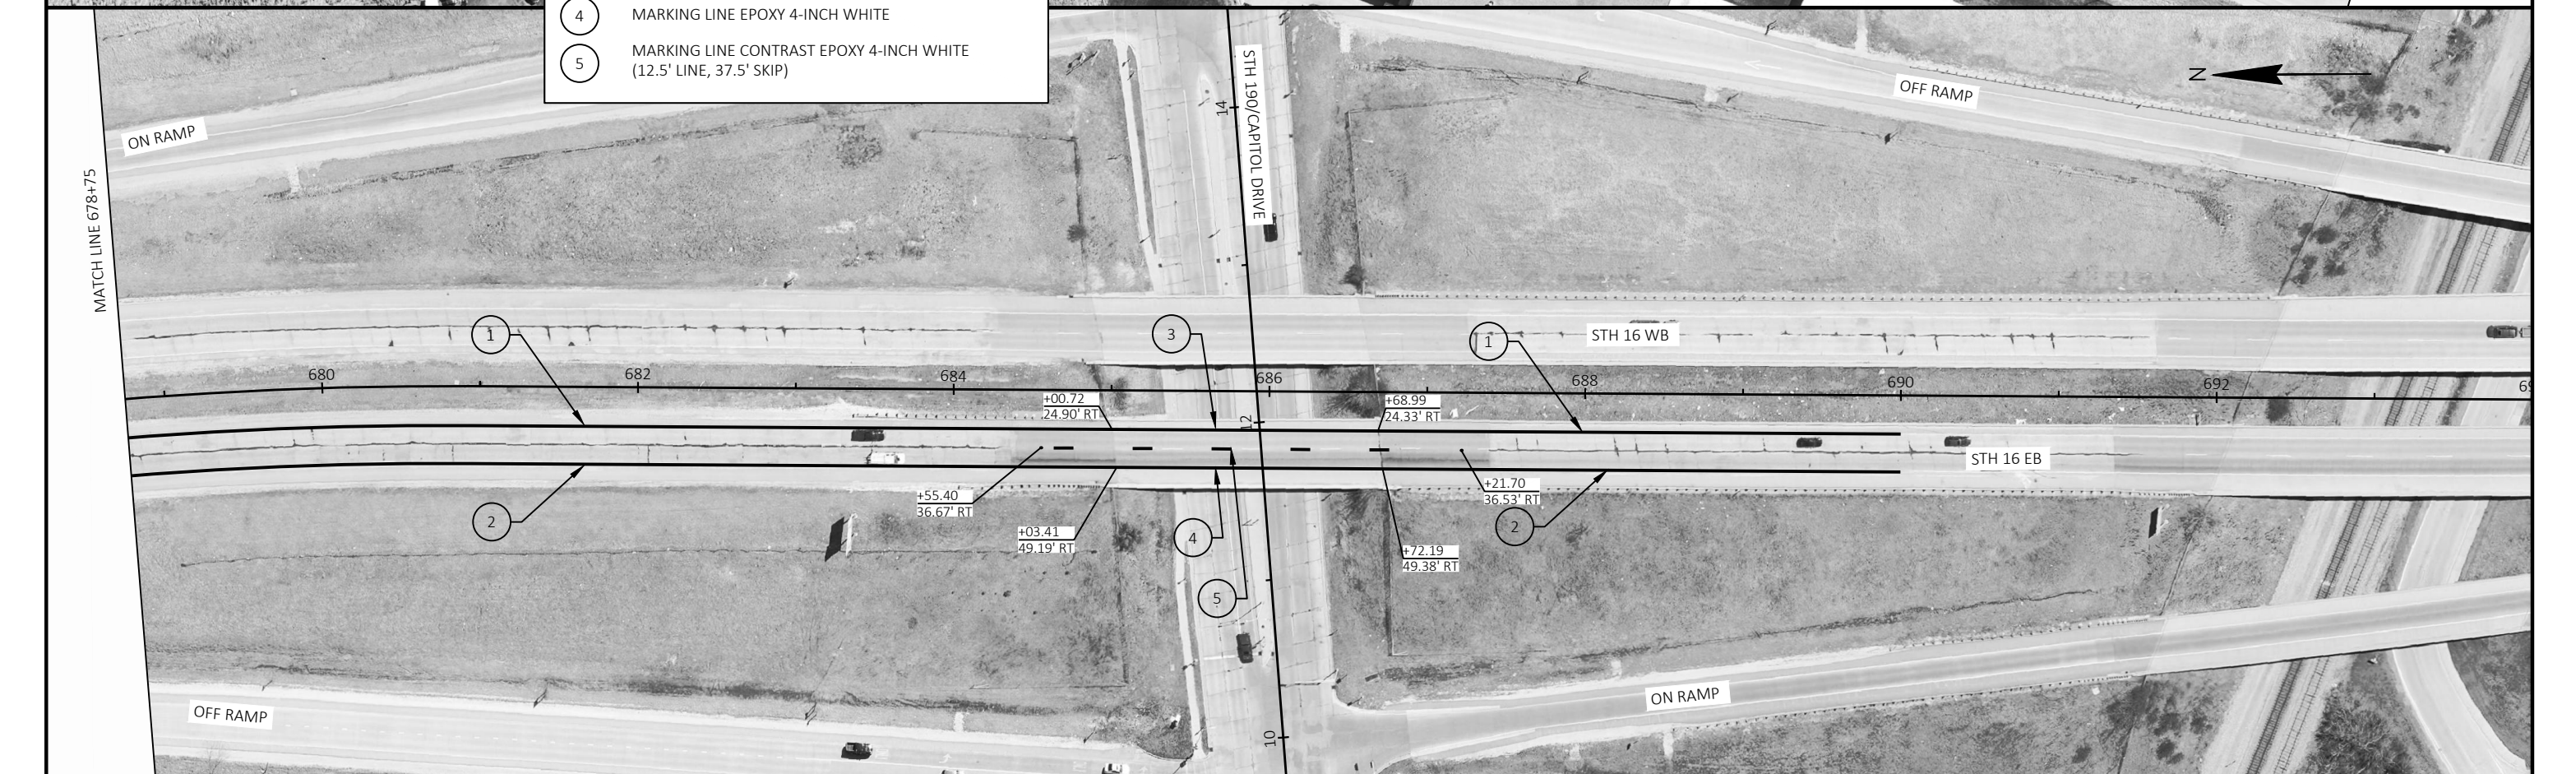 4 MARKING LINE EPOXY 4-INCH WHITE
5 MARKING LINE CONTRAST EPOXY 4-INCH WHITE
(12.5' LINE, 37.5' SKIP)
STH 190/CAPITOL DRIVE
14
OFF RAMP
N
ON RAMP
MATCH LINE 678+75
1
3
1
STH 16 WB
680
682
684
686
688
690
692
+00.72
24.90' RT
12
+68.99
24.33' RT
STH 16 EB
+55.40
36.67' RT
+21.70
36.53' RT
2
+03.41
49.19' RT
4
2
+72.19
49.38' RT
5
OFF RAMP
ON RAMP
10